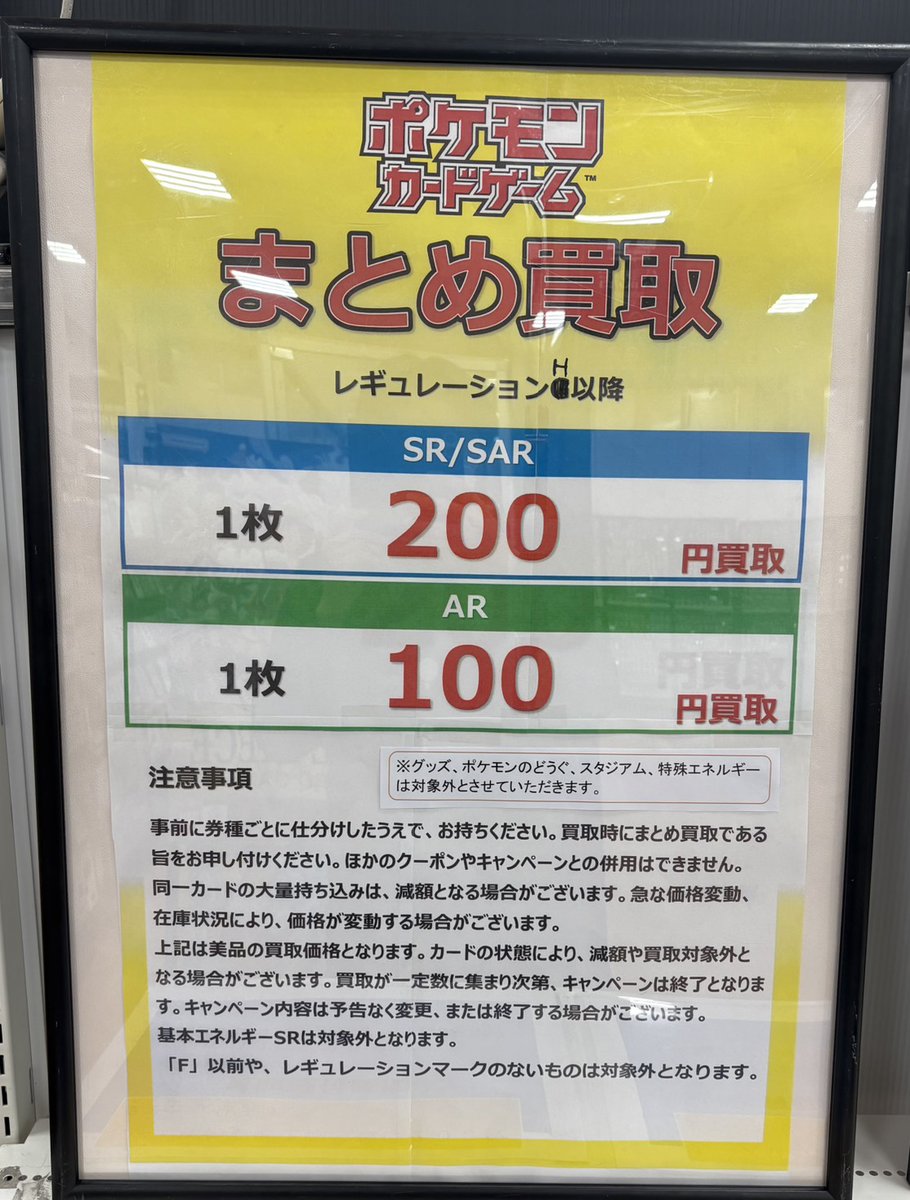 ポケモン
カードゲーム™
まとめ買取
レギュレーションH以降
SR/SAR
1枚 200 円買取
AR
1枚 100 円買取
注意事項
※グッズ、ポケモンのどうぐ、スタジアム、特殊エネルギー
は対象外とさせていただきます。
事前に券種ごとに仕分けしたうえで、お持ちください。買取時にまとめ買取である
旨をお申し付けください。ほかのクーポンやキャンペーンとの併用はできません。
同一カードの大量持ち込みは、減額となる場合がございます。急な価格変動、
在庫状況により、価格が変動する場合がございます。
上記は美品の買取価格となります。カードの状態により、減額や買取対象外と
なる場合がございます。買取が一定数に集まり次第、キャンペーンは終了となりま
す。キャンペーン内容は予告なく変更、または終了する場合がございます。
基本エネルギーSRは対象外となります。
「F」以前や、レギュレーションマークのないものは対象外となります。